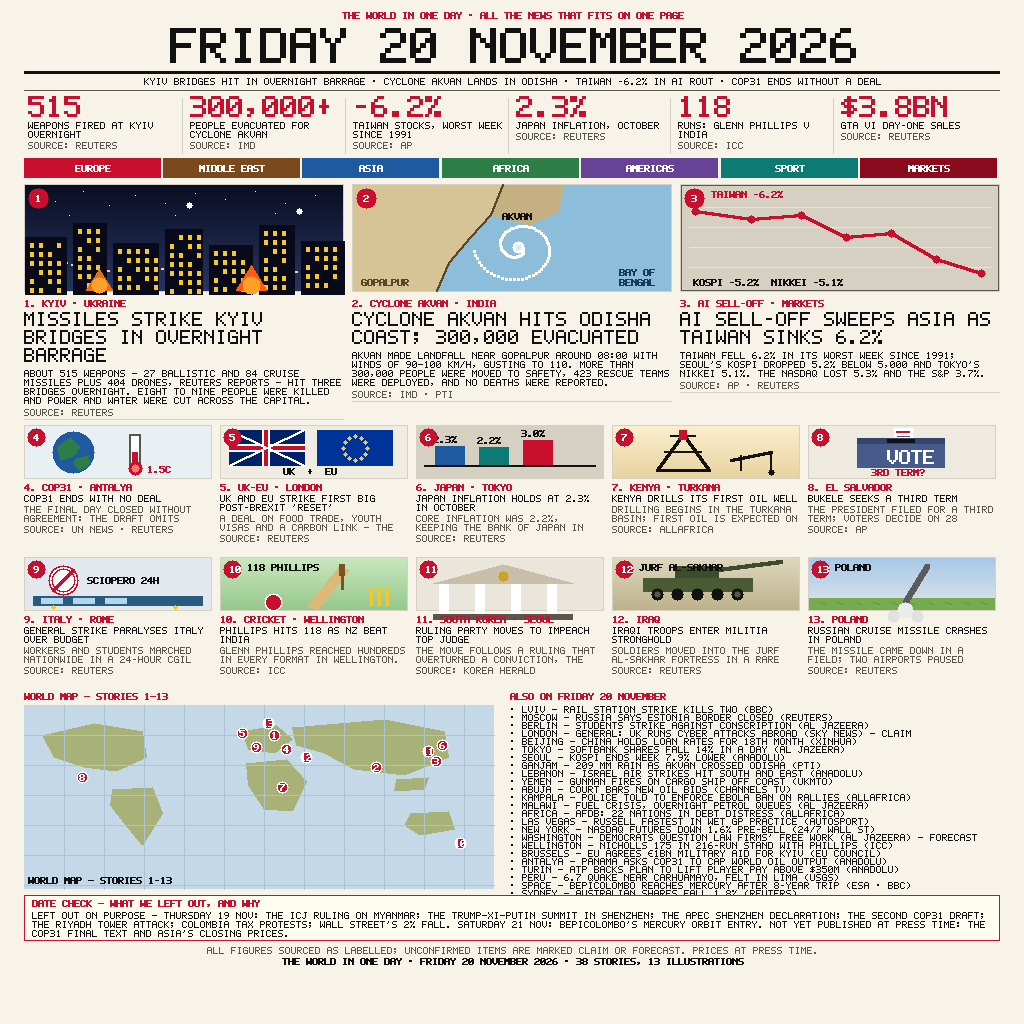 THE WORLD IN ONE DAY · ALL THE NEWS THAT FITS ON ONE PAGE
FRIDAY 20 NOVEMBER 2026
KYIV BRIDGES HIT IN OVERNIGHT BARRAGE · CYCLONE AKVAN LANDS IN ODISHA · TAIWAN -6.2% IN AI ROUT · COP31 ENDS WITHOUT A DEAL
515
WEAPONS FIRED AT KYIV
OVERNIGHT
SOURCE: REUTERS
300,000+
PEOPLE EVACUATED FOR
CYCLONE AKVAN
SOURCE: IMD
-6.2%
TAIWAN STOCKS, WORST WEEK
SINCE 1991
SOURCE: AP
2.3%
JAPAN INFLATION, OCTOBER
SOURCE: REUTERS
118
RUNS: GLENN PHILLIPS V
INDIA
SOURCE: ICC
$3.8BN
GTA VI DAY-ONE SALES
SOURCE: REUTERS
EUROPE
MIDDLE EAST
ASIA
AFRICA
AMERICAS
SPORT
MARKETS
1
1. KYIV · UKRAINE
MISSILES STRIKE KYIV
BRIDGES IN OVERNIGHT
BARRAGE
ABOUT 515 WEAPONS - 27 BALLISTIC AND 84 CRUISE
MISSILES PLUS 404 DRONES, REUTERS REPORTS - HIT THREE
BRIDGES OVERNIGHT. EIGHT TO NINE PEOPLE WERE KILLED
AND POWER AND WATER WERE CUT ACROSS THE CAPITAL.
SOURCE: REUTERS
2
AKVAN
GOPALPUR
BAY OF
BENGAL
2. CYCLONE AKVAN · INDIA
CYCLONE AKVAN HITS ODISHA
COAST; 300,000 EVACUATED
AKVAN MADE LANDFALL NEAR GOPALPUR AROUND 08:00 WITH
WINDS OF 90-100 KM/H, GUSTING TO 110. MORE THAN
300,000 PEOPLE WERE MOVED TO SAFETY, 423 RESCUE TEAMS
WERE DEPLOYED, AND NO DEATHS WERE REPORTED.
SOURCE: IMD · PTI
3
TAIWAN -6.2%
KOSPI -5.2% NIKKEI -5.1%
3. AI SELL-OFF · MARKETS
AI SELL-OFF SWEEPS ASIA AS
TAIWAN SINKS 6.2%
TAIWAN FELL 6.2% IN ITS WORST WEEK SINCE 1991;
SEOUL'S KOSPI DROPPED 5.2% BELOW 5,000 AND TOKYO'S
NIKKEI 5.1%. THE NASDAQ LOST 5.3% AND THE S&P 3.7%.
SOURCE: AP · REUTERS
4
1.5C
4. COP31 · ANTALYA
COP31 ENDS WITH NO DEAL
THE FINAL DAY CLOSED WITHOUT
AGREEMENT: THE DRAFT OMITS
SOURCE: UN NEWS · REUTERS
5
UK + EU
5. UK-EU · LONDON
UK AND EU STRIKE FIRST BIG
POST-BREXIT 'RESET'
A DEAL ON FOOD TRADE, YOUTH
VISAS AND A CARBON LINK - THE
SOURCE: REUTERS
6
2.3%
2.2%
3.0%
6. JAPAN · TOKYO
JAPAN INFLATION HOLDS AT 2.3%
IN OCTOBER
CORE INFLATION WAS 2.2%,
KEEPING THE BANK OF JAPAN IN
SOURCE: REUTERS
7
7. KENYA · TURKANA
KENYA DRILLS ITS FIRST OIL WELL
DRILLING BEGINS IN THE TURKANA
BASIN; FIRST OIL IS EXPECTED ON
SOURCE: ALLAFRICA
8
VOTE
3RD TERM?
8. EL SALVADOR
BUKELE SEEKS A THIRD TERM
THE PRESIDENT FILED FOR A THIRD
TERM; VOTERS DECIDE ON 28
SOURCE: AP
9
SCIOPERO 24H
9. ITALY · ROME
GENERAL STRIKE PARALYSES ITALY
OVER BUDGET
WORKERS AND STUDENTS MARCHED
NATIONWIDE IN A 24-HOUR CGIL
SOURCE: REUTERS
10
118 PHILLIPS
10. CRICKET · WELLINGTON
PHILLIPS HITS 118 AS NZ BEAT
INDIA
GLENN PHILLIPS REACHED HUNDREDS
IN EVERY FORMAT IN WELLINGTON.
SOURCE: ICC
11
11. SOUTH KOREA · SEOUL
RULING PARTY MOVES TO IMPEACH
TOP JUDGE
THE MOVE FOLLOWS A RULING THAT
OVERTURNED A CONVICTION, THE
SOURCE: KOREA HERALD
12
JURF AL-SAKHAR
12. IRAQ
IRAQI TROOPS ENTER MILITIA
STRONGHOLD
SOLDIERS MOVED INTO THE JURF
AL-SAKHAR FORTRESS IN A RARE
SOURCE: REUTERS
13
POLAND
13. POLAND
RUSSIAN CRUISE MISSILE CRASHES
IN POLAND
THE MISSILE CAME DOWN IN A
FIELD; TWO AIRPORTS PAUSED
SOURCE: REUTERS
WORLD MAP - STORIES 1-13
5
1
9
4
6
3
2
7
8
WORLD MAP - STORIES 1-13
ALSO ON FRIDAY 20 NOVEMBER
· LVIV - RAIL STATION STRIKE KILLS TWO (BBC)
· MOSCOW - RUSSIA SAYS ESTONIA BORDER CLOSED (REUTERS)
· BERLIN - STUDENTS STRIKE AGAINST CONSCRIPTION (AL JAZEERA)
· LONDON - GENERAL: UK RUNS CYBER ATTACKS ABROAD (SKY NEWS) - CLAIM
· BEIJING - CHINA HOLDS LOAN RATES FOR 18TH MONTH (XINHUA)
· TOKYO - SOFTBANK SHARES FALL 14% IN A DAY (AL JAZEERA)
· SEOUL - KOSPI ENDS WEEK 7.9% LOWER (ANADOLU)
· GANJAM - 209 MM RAIN AS AKVAN CROSSED ODISHA (PTI)
· LEBANON - ISRAEL AIR STRIKES HIT SOUTH AND EAST (ANADOLU)
· YEMEN - GUNMAN FIRES ON CARGO SHIP OFF COAST (UKMTO)
· ABUJA - COURT BARS NEW OIL BIDS (CHANNELS TV)
· KAMPALA - POLICE TOLD TO ENFORCE EBOLA BAN ON RALLIES (ALLAFRICA)
· MALAWI - FUEL CRISIS, OVERNIGHT PETROL QUEUES (AL JAZEERA)
· AFRICA - AFDB: 22 NATIONS IN DEBT DISTRESS (ALLAFRICA)
· LAS VEGAS - RUSSELL FASTEST IN WET GP PRACTICE (AUTOSPORT)
· NEW YORK - NASDAQ FUTURES DOWN 1.6% PRE-BELL (24/7 WALL ST)
· WASHINGTON - DEMOCRATS QUESTION LAW FIRMS' FREE WORK (AL JAZEERA) - FORECAST
· WELLINGTON - NICHOLLS 175 IN 216-RUN STAND WITH PHILLIPS (ICC)
· BRUSSELS - EU AGREES €1BN MILITARY AID FOR KYIV (EU COUNCIL)
· ANTALYA - PANAMA ASKS COP31 TO CAP WORLD OIL OUTPUT (ANADOLU)
· TURIN - ATP BACKS PLAN TO LIFT PLAYER PAY ABOVE $350M (ANADOLU)
· PERU - 6.7 QUAKE NEAR CARHUAMAYO, FELT IN LIMA (USGS)
· SPACE - BEPICOLOMBO REACHES MERCURY AFTER 8-YEAR TRIP (ESA · BBC)
· SYDNEY - AUSTRALIAN SHARES FALL 1.8% (REUTERS)
DATE CHECK - WHAT WE LEFT OUT, AND WHY
LEFT OUT ON PURPOSE - THURSDAY 19 NOV: THE ICJ RULING ON MYANMAR; THE TRUMP-XI-PUTIN SUMMIT IN SHENZHEN; THE APEC SHENZHEN DECLARATION; THE SECOND COP31 DRAFT;
THE RIYADH TOWER ATTACK; COLOMBIA TAX PROTESTS; WALL STREET'S 2% FALL. SATURDAY 21 NOV: BEPICOLOMBO'S MERCURY ORBIT ENTRY. NOT YET PUBLISHED AT PRESS TIME: THE
COP31 FINAL TEXT AND ASIA'S CLOSING PRICES.
ALL FIGURES SOURCED AS LABELLED; UNCONFIRMED ITEMS ARE MARKED CLAIM OR FORECAST. PRICES AT PRESS TIME.
THE WORLD IN ONE DAY · FRIDAY 20 NOVEMBER 2026 · 38 STORIES, 13 ILLUSTRATIONS